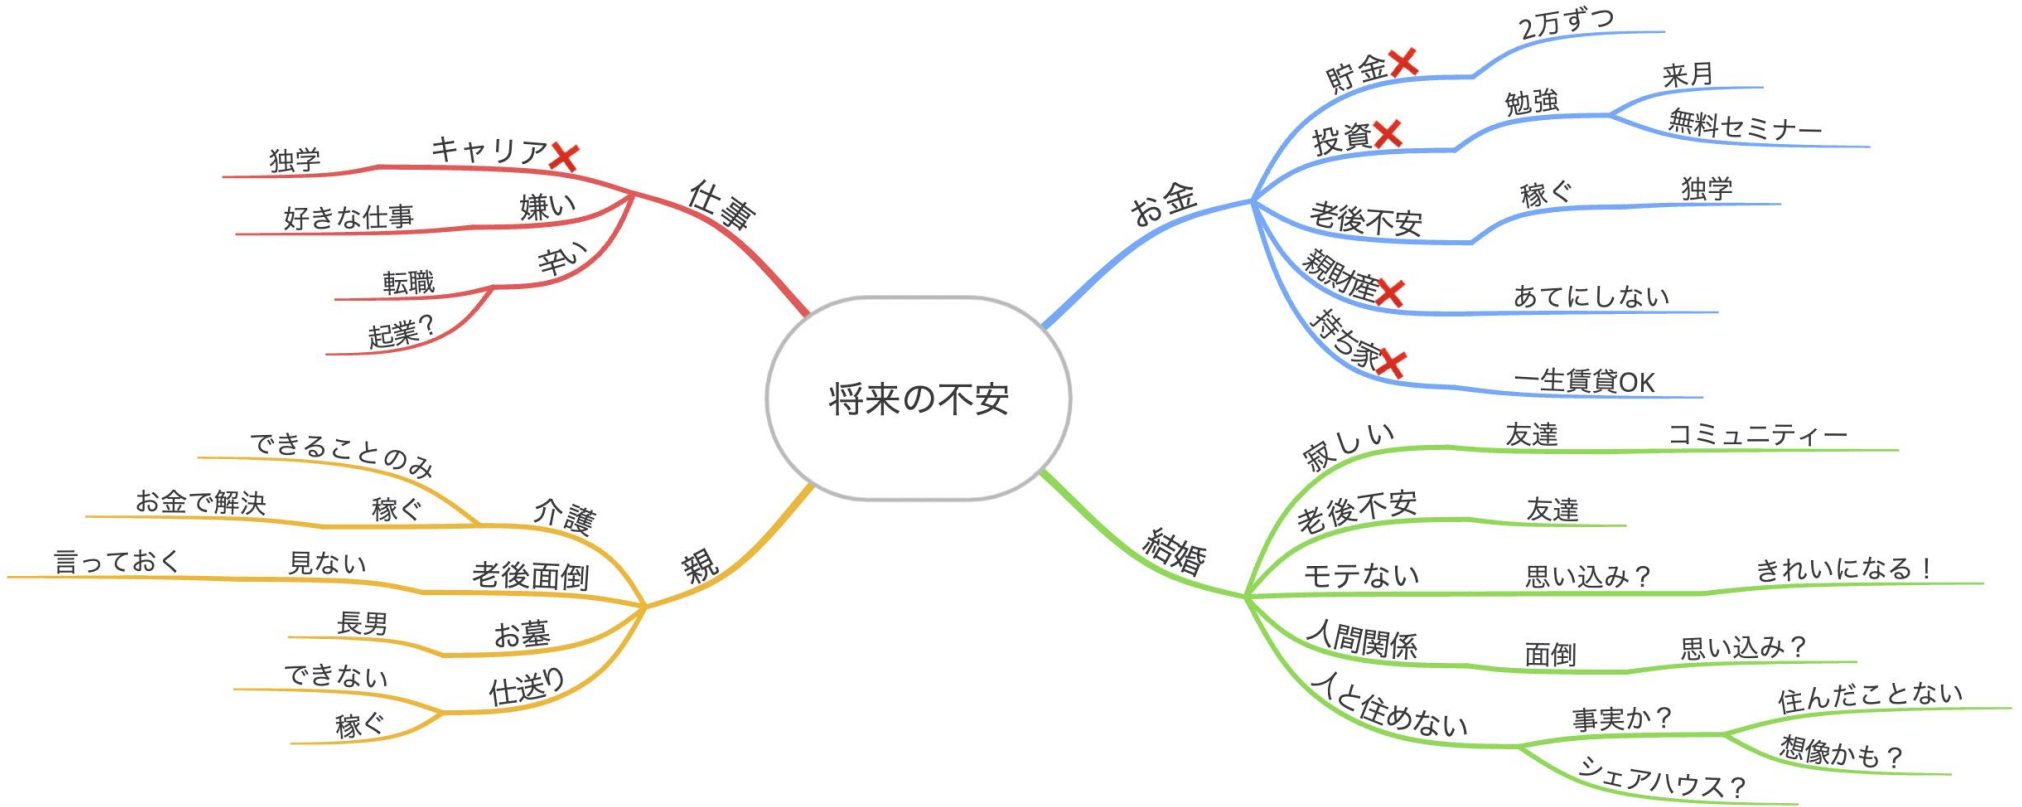 将来の不安
お金
貯金❌
2万ずつ
投資❌
勉強
来月
無料セミナー
老後不安
稼ぐ
独学
親財産❌
あてにしない
持ち家❌
一生賃貸OK
結婚
寂しい
友達
コミュニティー
老後不安
友達
モテない
思い込み？
きれいになる！
人間関係
面倒
思い込み？
人と住めない
事実か？
住んだことない
想像かも？
シェアハウス？
仕事
キャリア❌
独学
嫌い
好きな仕事
辛い
転職
起業？
親
介護
できることのみ
稼ぐ
お金で解決
老後面倒
見ない
言っておく
お墓
長男
仕送り
できない
稼ぐ